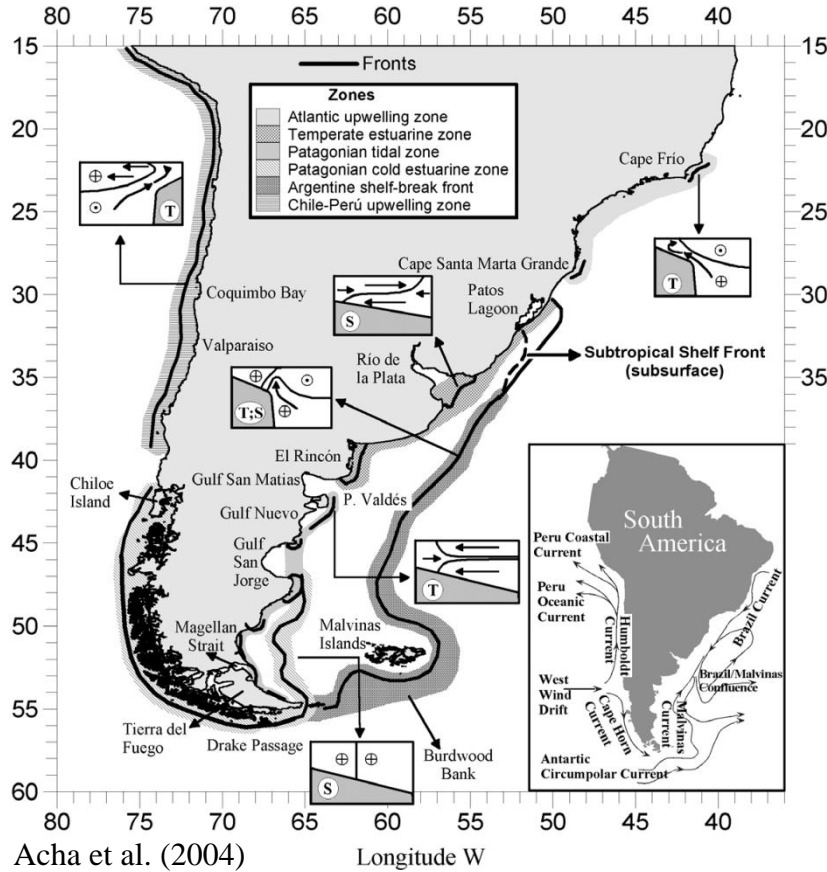 80 75 70 65 60 55 50 45 40
15 15
20 20
25 25
30 30
35 35
40 40
45 45
50 50
55 55
60 60
80 75 70 65 60 55 50 45 40
Fronts
Zones
Atlantic upwelling zone
Temperate estuarine zone
Patagonian tidal zone
Patagonian cold estuarine zone
Argentine shelf-break front
Chile-Perú upwelling zone
Cape Frío
T
T
Cape Santa Marta Grande
Coquimbo Bay
Patos
Lagoon
S
Valparaiso
Río de
la Plata
Subtropical Shelf Front
(subsurface)
T;S
El Rincón
Chiloe
Island
Gulf San Matias
P. Valdés
Gulf Nuevo
Gulf
San
Jorge
T
Magellan
Strait
Malvinas
Islands
Tierra del
Fuego
Drake Passage
Burdwood
Bank
S
South
America
Peru Coastal
Current
Peru
Oceanic
Current
Humboldt
Current
Brazil Current
West
Wind
Drift
Brazil/Malvinas
Confluence
Cape Horn
Current
Malvinas
Current
Antartic
Circumpolar Current
Acha et al. (2004)
Longitude W